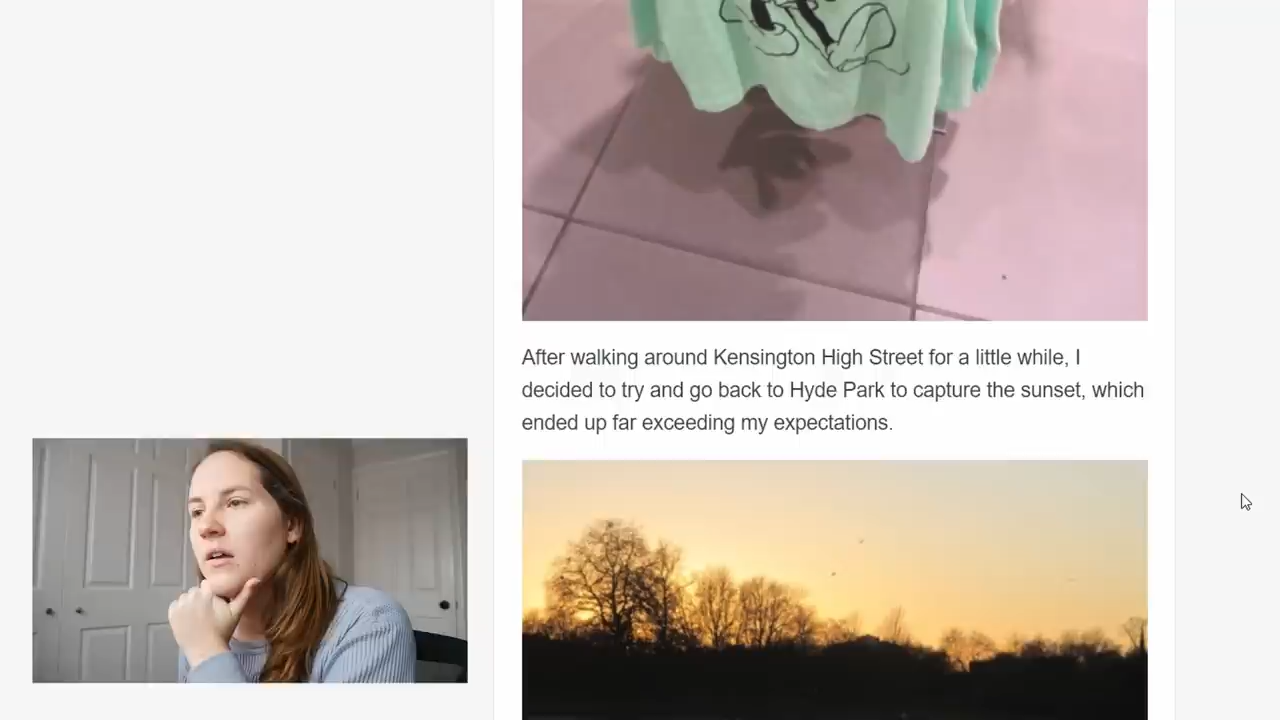 After walking around Kensington High Street for a little while, I
decided to try and go back to Hyde Park to capture the sunset, which
ended up far exceeding my expectations.